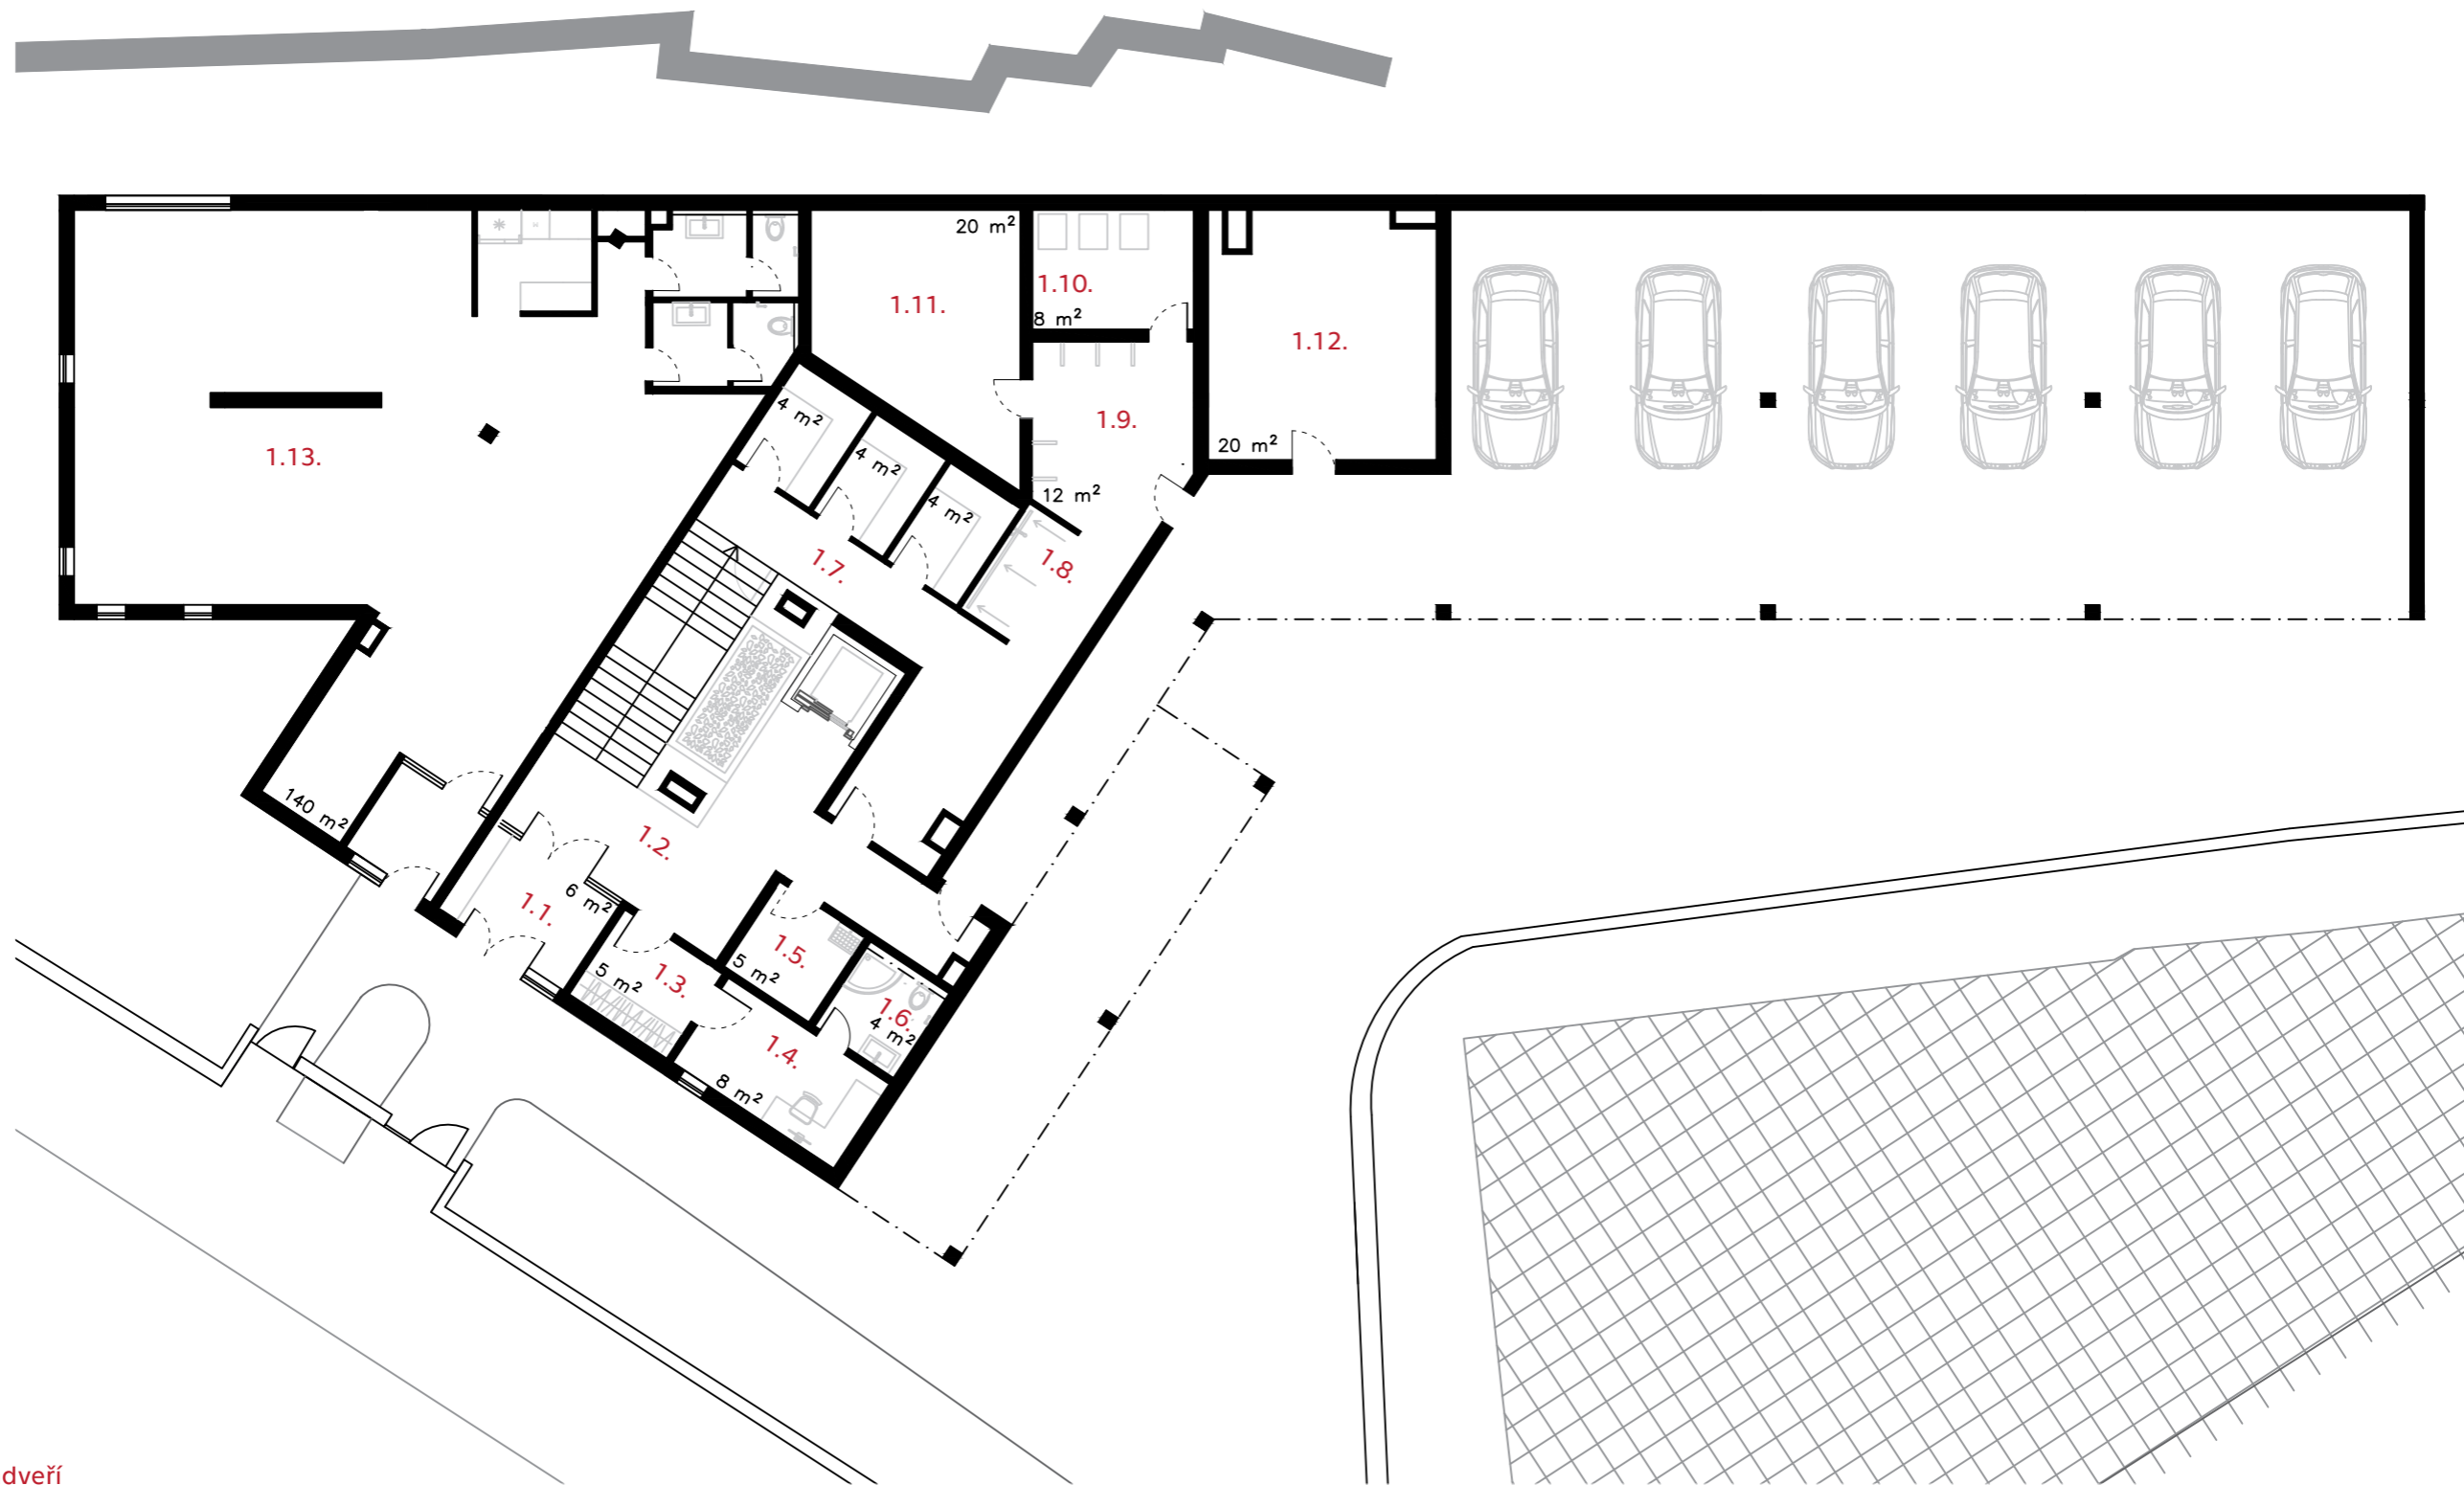 20 m²
1.10.
1.11.
8 m²
1.12.
4 m²
1.9.
1.13.
20 m²
4 m²
12 m²
4 m²
1.7.
1.8.
140 m²
1.2.
6 m²
1.1.
1.5.
5 m²
5 m²
1.3.
1.6.
4 m²
1.4.
8 m²
dveří